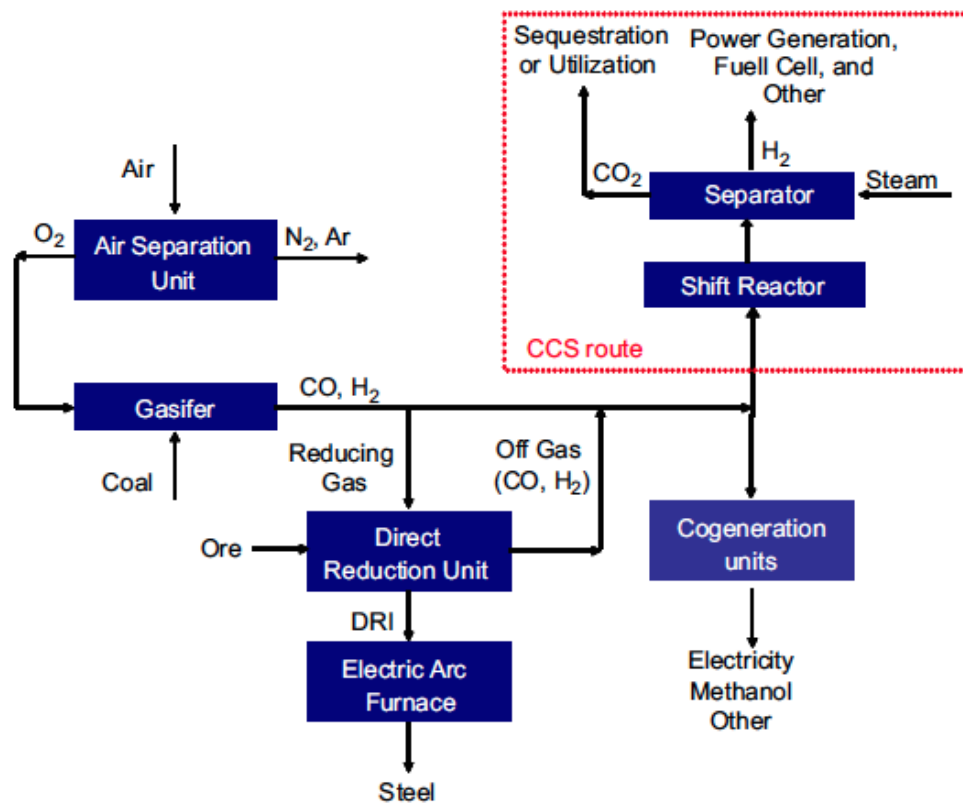 Sequestration
or Utilization
Power Generation,
Fuell Cell, and
Other
CO2
H2
Separator
Steam
Shift Reactor
CCS route
Air
O2
Air Separation
Unit
N2, Ar
Gasifer
CO, H2
Coal
Reducing
Gas
Off Gas
(CO, H2)
Ore
Direct
Reduction Unit
Cogeneration
units
DRI
Electric Arc
Furnace
Electricity
Methanol
Other
Steel